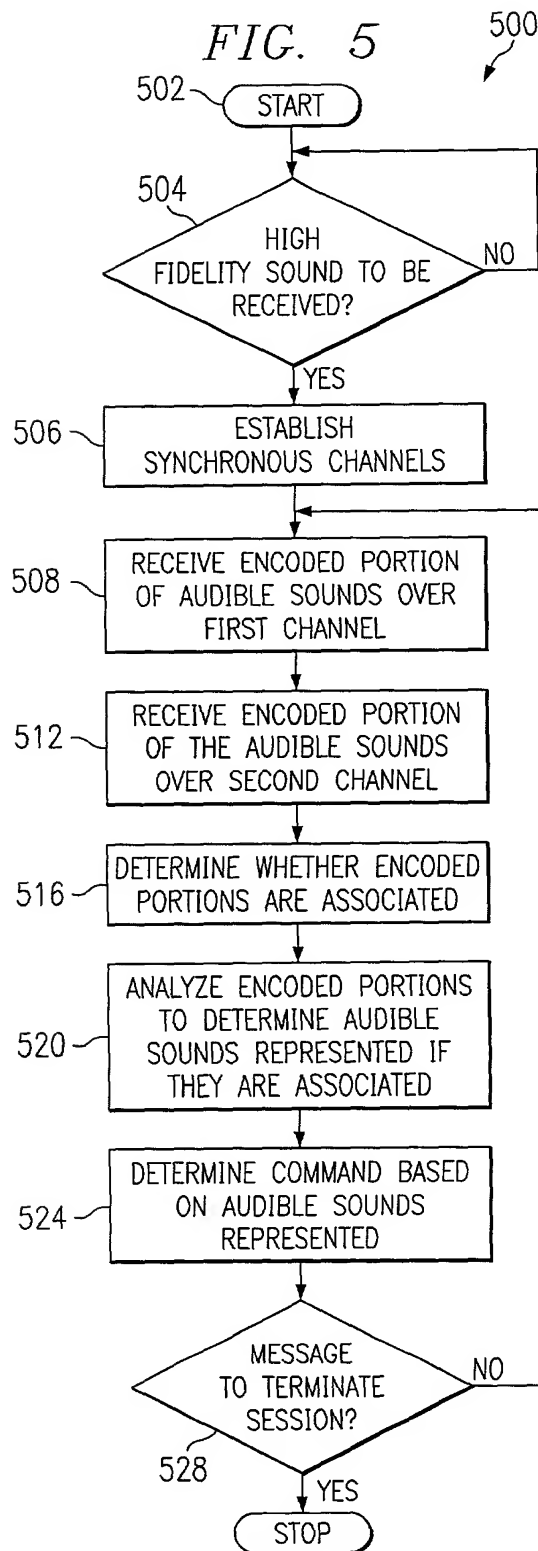 FIG. 5
500
502
START
504
HIGH
FIDELITY SOUND TO BE
RECEIVED?
NO
YES
506
ESTABLISH
SYNCHRONOUS CHANNELS
508
RECEIVE ENCODED PORTION
OF AUDIBLE SOUNDS OVER
FIRST CHANNEL
512
RECEIVE ENCODED PORTION
OF THE AUDIBLE SOUNDS
OVER SECOND CHANNEL
516
DETERMINE WHETHER ENCODED
PORTIONS ARE ASSOCIATED
520
ANALYZE ENCODED PORTIONS
TO DETERMINE AUDIBLE
SOUNDS REPRESENTED IF
THEY ARE ASSOCIATED
524
DETERMINE COMMAND BASED
ON AUDIBLE SOUNDS
REPRESENTED
MESSAGE
TO TERMINATE
SESSION?
NO
528
YES
STOP